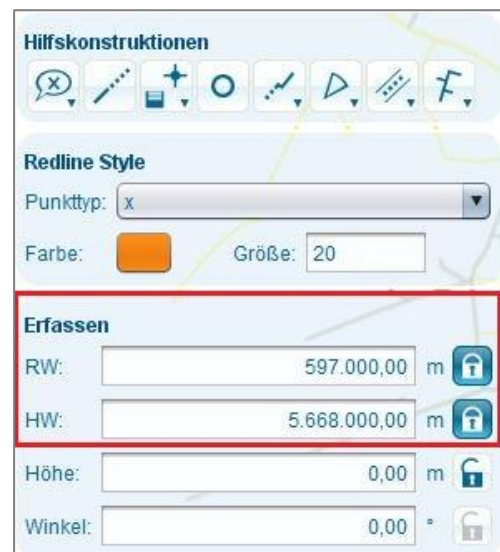 Hilfskonstruktionen
Redline Style
Punkttyp: x
Farbe: Größe: 20
Erfassen
RW: 597.000,00 m
HW: 5.668.000,00 m
Höhe: 0,00 m
Winkel: 0,00 °